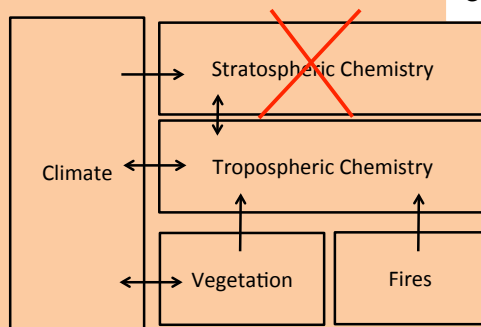 Stratospheric Chemistry
Climate
Tropospheric Chemistry
Vegetation
Fires